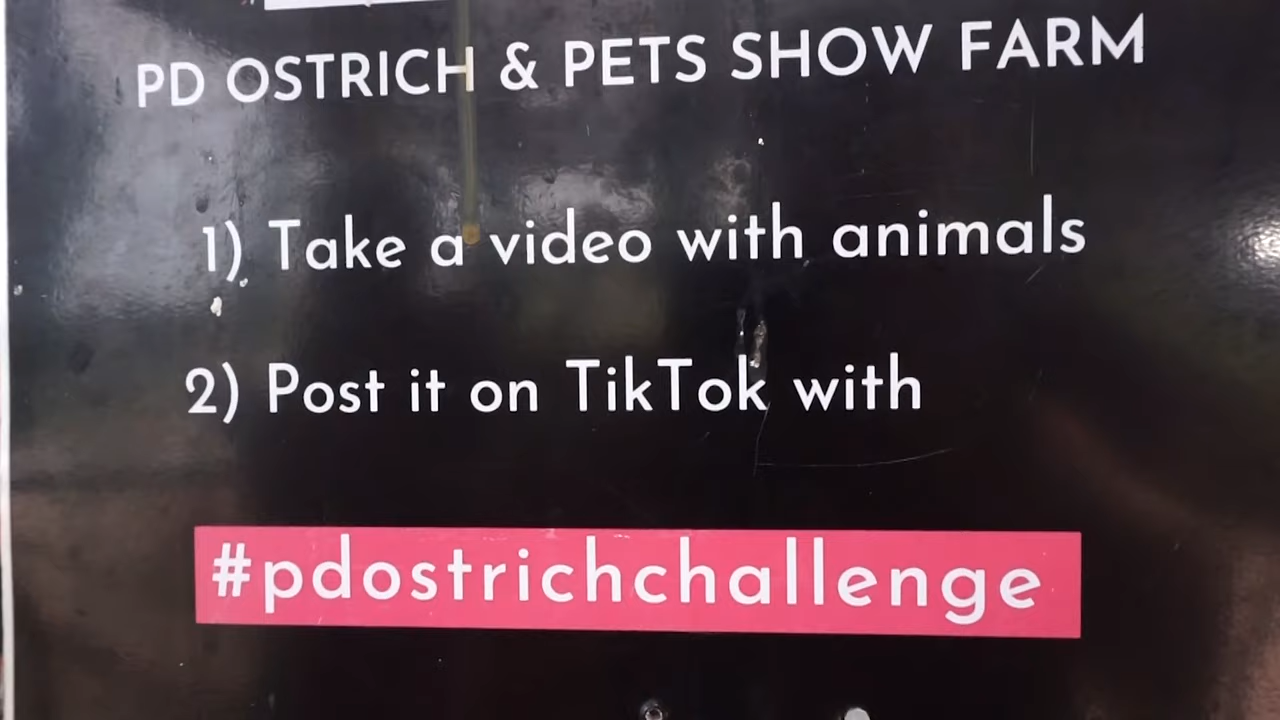 PD OSTRICH & PETS SHOW FARM
1) Take a video with animals
2) Post it on TikTok with
#pdostrichchallenge